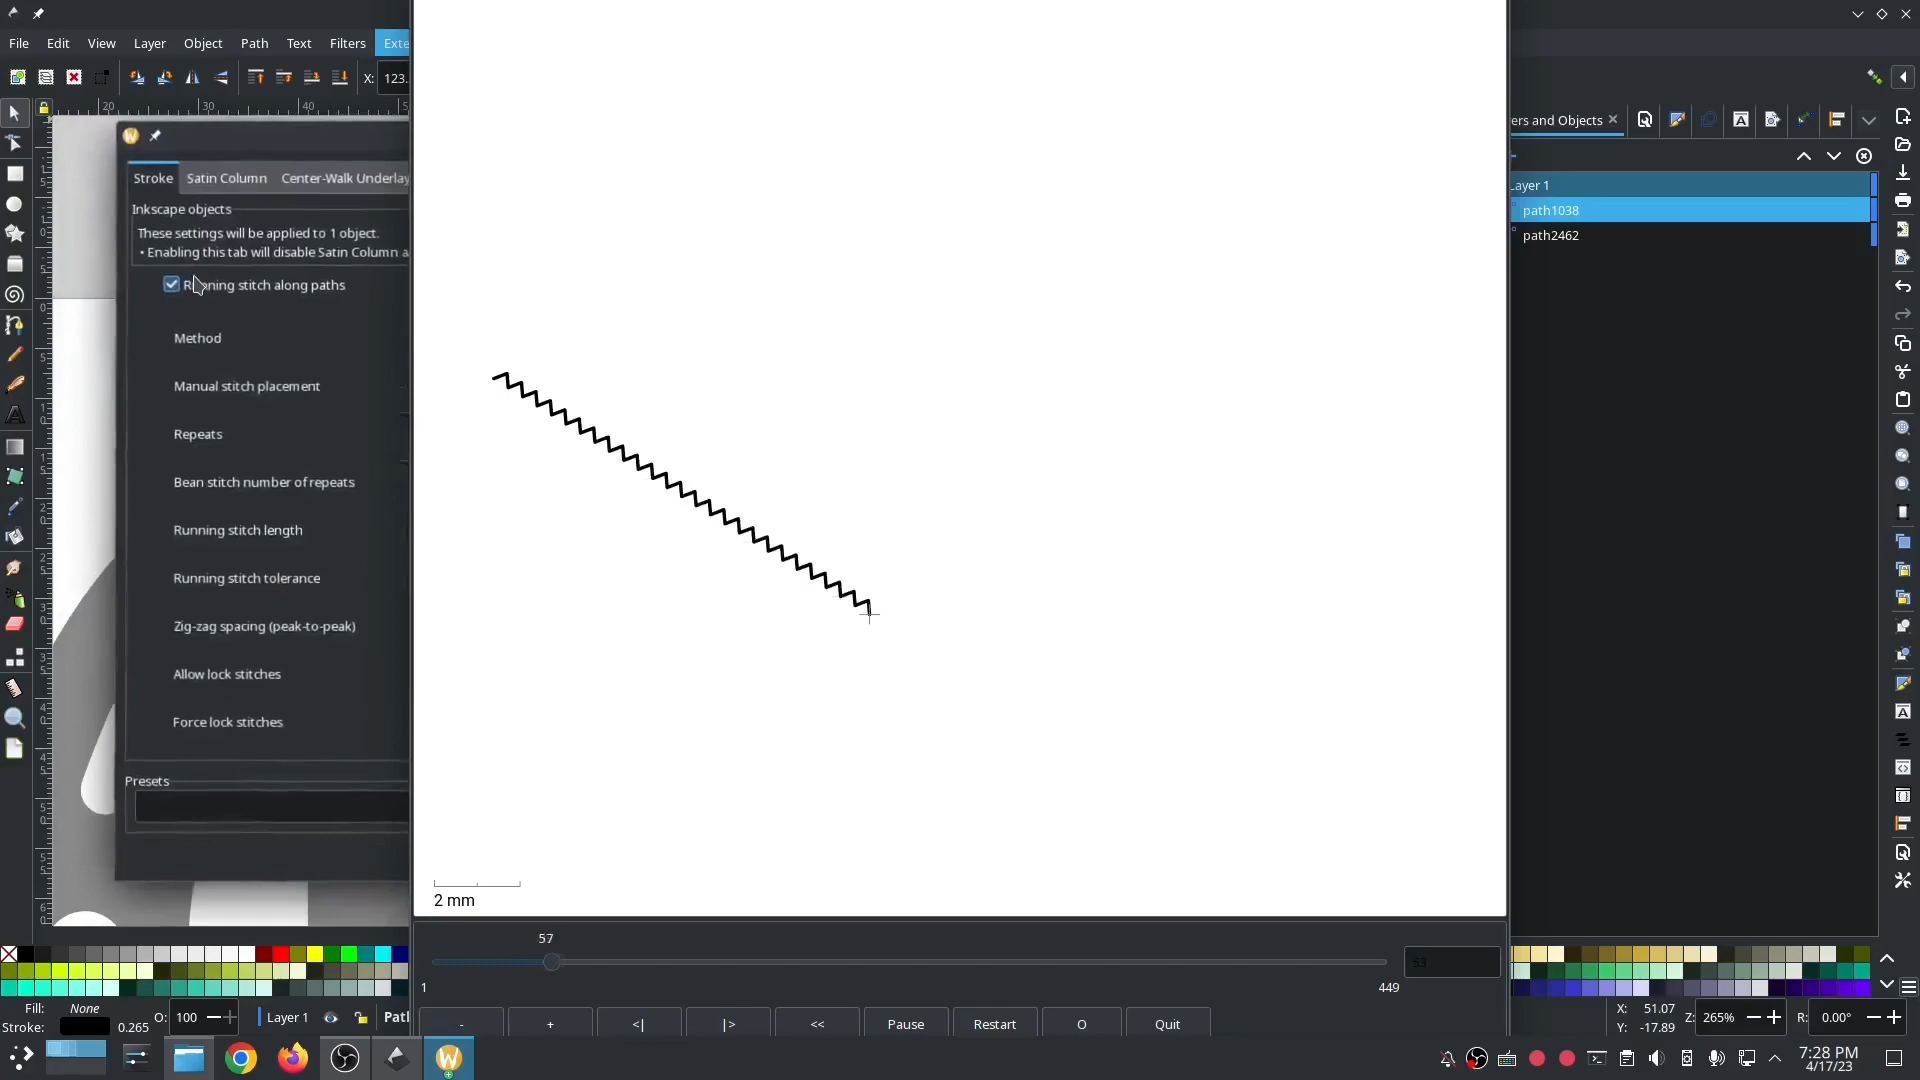 File Edit View Layer Object Path Text Filters Exte
X: 123.
20 30 40 5
ers and Objects
Layer 1
path1038
path2462
Stroke Satin Column Center-Walk Underlay
Inkscape objects
These settings will be applied to 1 object.
• Enabling this tab will disable Satin Column a
Running stitch along paths
Method
Manual stitch placement
Repeats
Bean stitch number of repeats
Running stitch length
Running stitch tolerance
Zig-zag spacing (peak-to-peak)
Allow lock stitches
Force lock stitches
Presets
2 mm
57
53
1 449
- + <| |> << Pause Restart O Quit
Fill: None
Stroke: 0.265
O: 100
Layer 1
Patl
X: 51.07
Y: -17.89
Z: 265%
R: 0.00°
7:28 PM
4/17/23